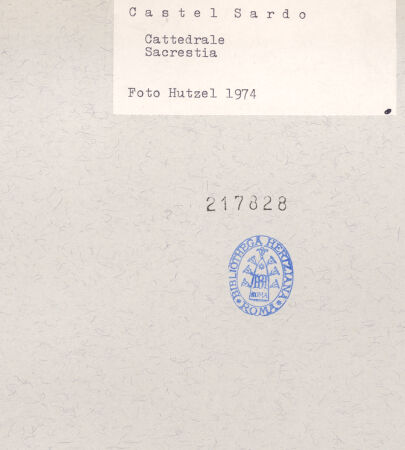 Castel Sardo
Cattedrale
Sacrestia
Foto Hutzel 1974
217828
BIBLIOTHECA HERTZIANA
ROMA